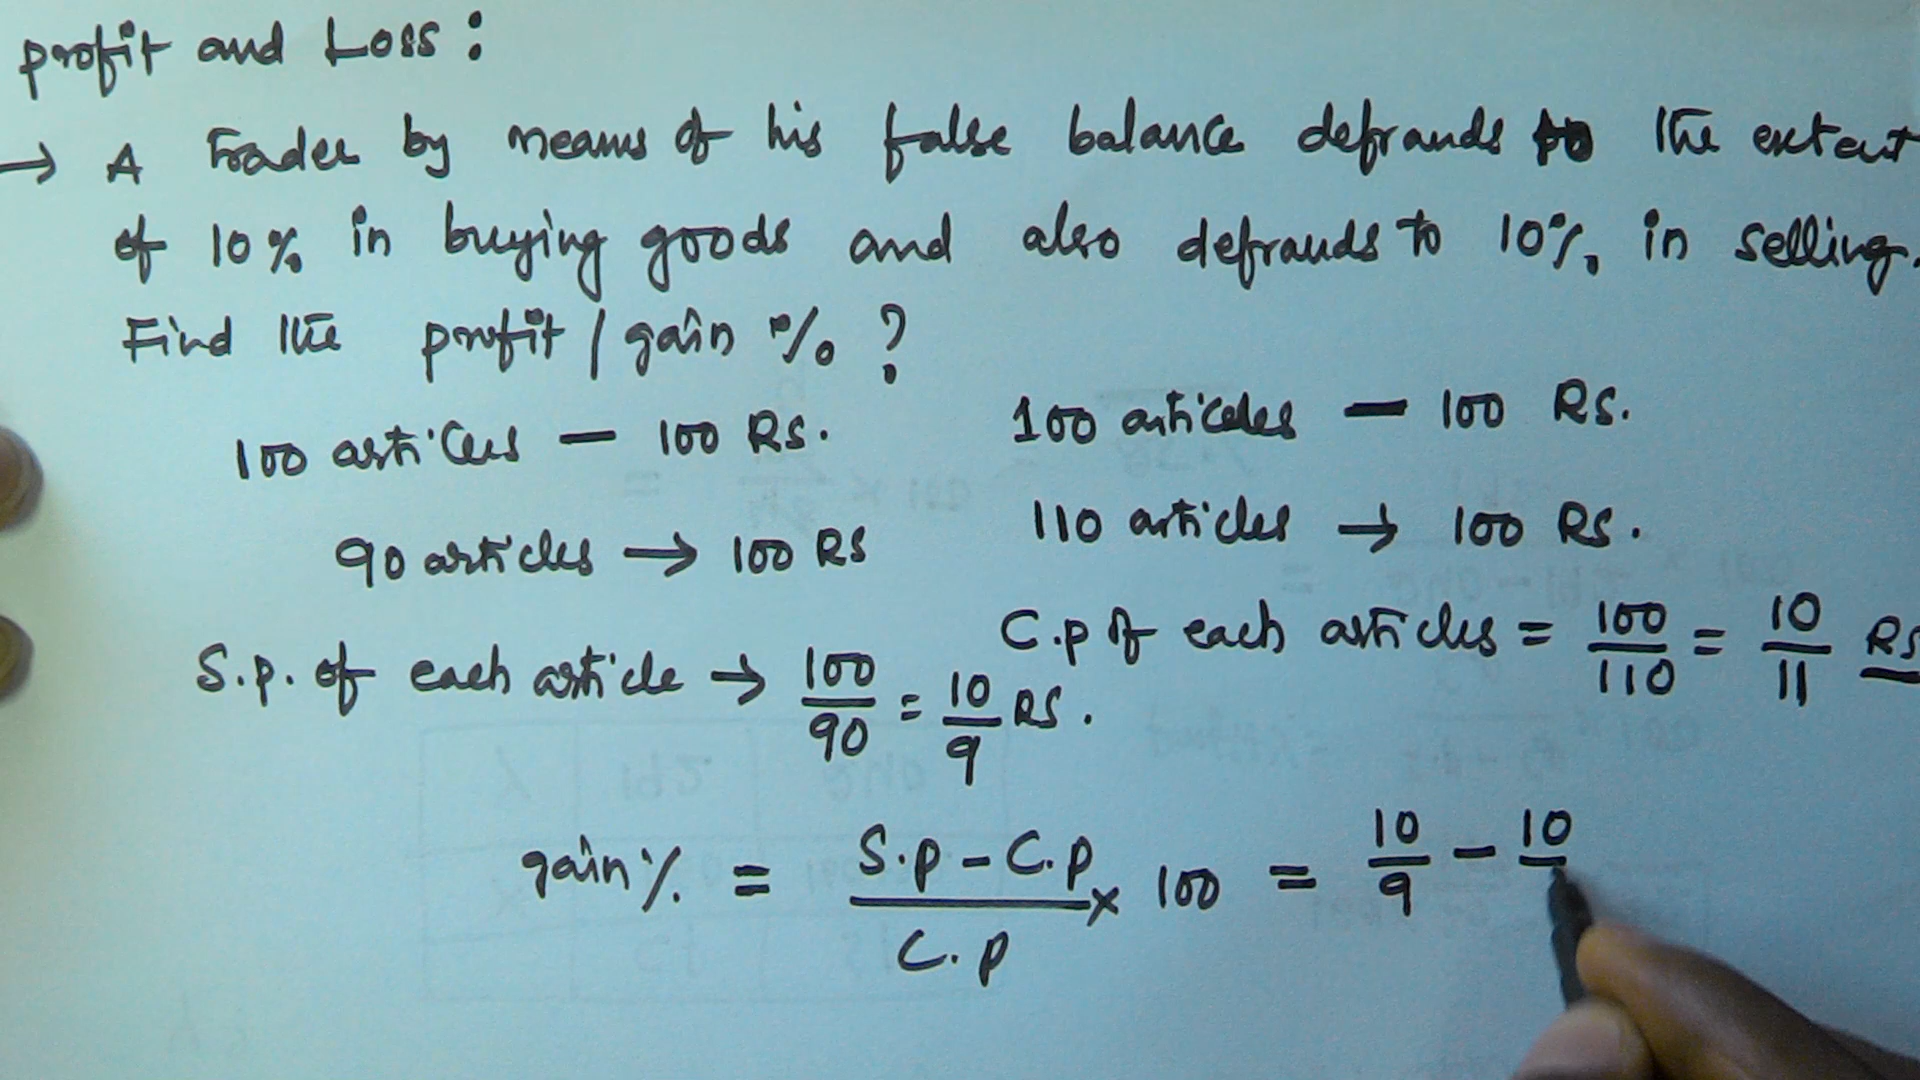 profit and Loss :
→ A Trader by means of his false balance defrauds to the extent
of 10% in buying goods and also defrauds to 10% in selling.
Find the profit / gain % ?
100 articles — 100 RS.
90 articles → 100 RS
S.p. of each article → 100/90 = 10/9 RS.
100 articles — 100 RS.
110 articles → 100 RS.
C.p of each articles = 100/110 = 10/11 RS
gain % = S.p - C.p / C.p × 100 = 10/9 - 10